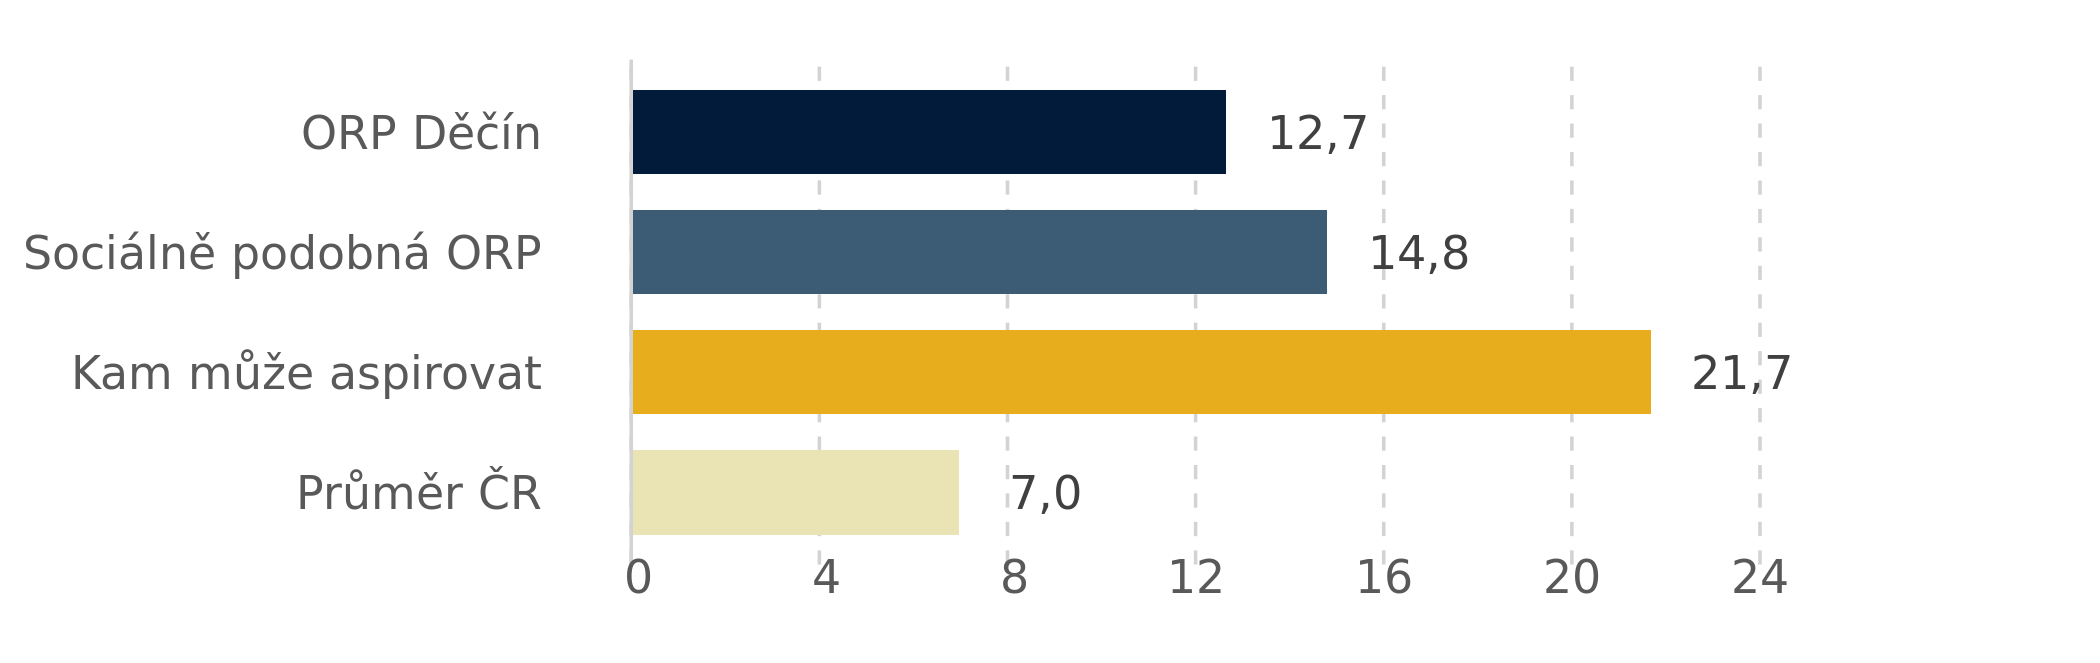 ORP Děčín 12,7
Sociálně podobná ORP 14,8
Kam může aspirovat 21,7
Průměr ČR 7,0
0 4 8 12 16 20 24